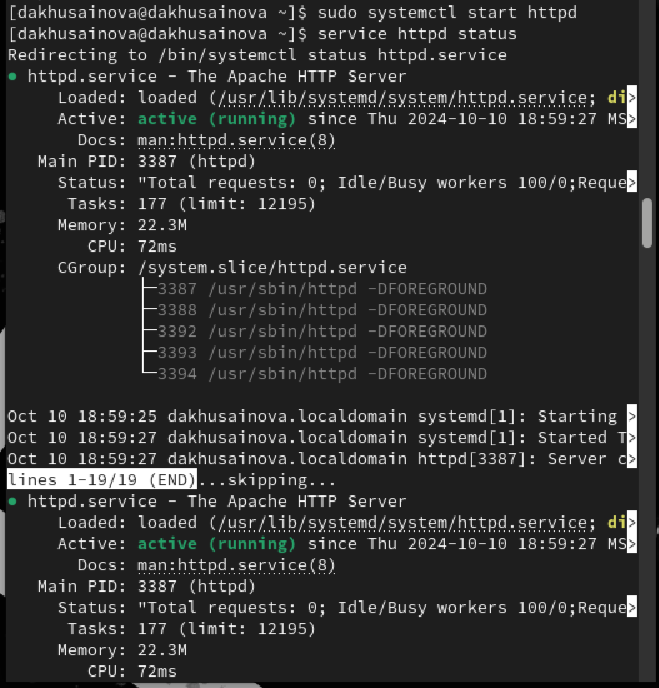 [dakhusainova@dakhusainova ~]$ sudo systemctl start httpd
[dakhusainova@dakhusainova ~]$ service httpd status
Redirecting to /bin/systemctl status httpd.service
● httpd.service - The Apache HTTP Server
Loaded: loaded (/usr/lib/systemd/system/httpd.service; di>
Active: active (running) since Thu 2024-10-10 18:59:27 MS>
Docs: man:httpd.service(8)
Main PID: 3387 (httpd)
Status: "Total requests: 0; Idle/Busy workers 100/0;Reque>
Tasks: 177 (limit: 12195)
Memory: 22.3M
CPU: 72ms
CGroup: /system.slice/httpd.service
├─3387 /usr/sbin/httpd -DFOREGROUND
├─3388 /usr/sbin/httpd -DFOREGROUND
├─3392 /usr/sbin/httpd -DFOREGROUND
├─3393 /usr/sbin/httpd -DFOREGROUND
└─3394 /usr/sbin/httpd -DFOREGROUND
Oct 10 18:59:25 dakhusainova.localdomain systemd[1]: Starting >
Oct 10 18:59:27 dakhusainova.localdomain systemd[1]: Started T>
Oct 10 18:59:27 dakhusainova.localdomain httpd[3387]: Server c>
lines 1-19/19 (END)...skipping...
● httpd.service - The Apache HTTP Server
Loaded: loaded (/usr/lib/systemd/system/httpd.service; di>
Active: active (running) since Thu 2024-10-10 18:59:27 MS>
Docs: man:httpd.service(8)
Main PID: 3387 (httpd)
Status: "Total requests: 0; Idle/Busy workers 100/0;Reque>
Tasks: 177 (limit: 12195)
Memory: 22.3M
CPU: 72ms